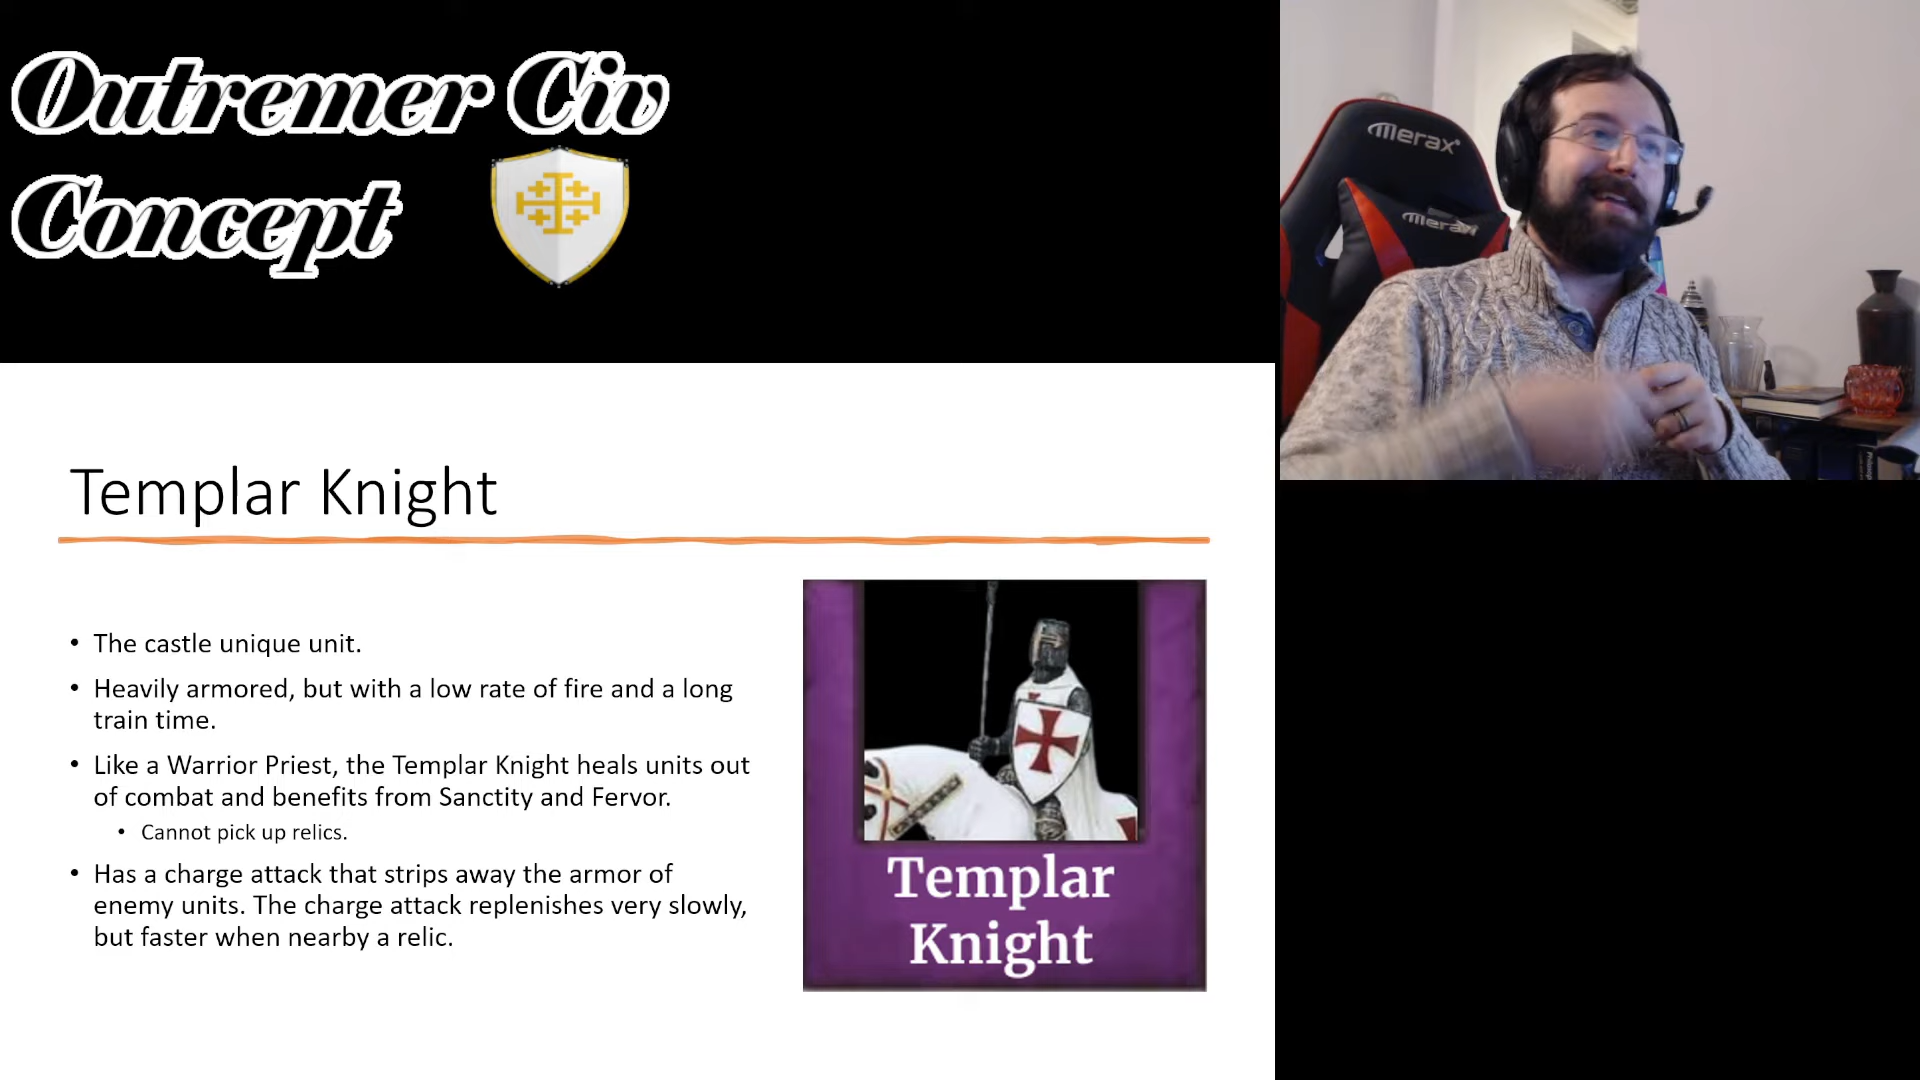 Outremer Civ
Concept
Merax
Merax
Templar Knight
• The castle unique unit.
• Heavily armored, but with a low rate of fire and a long
train time.
• Like a Warrior Priest, the Templar Knight heals units out
of combat and benefits from Sanctity and Fervor.
• Cannot pick up relics.
• Has a charge attack that strips away the armor of
enemy units. The charge attack replenishes very slowly,
but faster when nearby a relic.
Templar
Knight